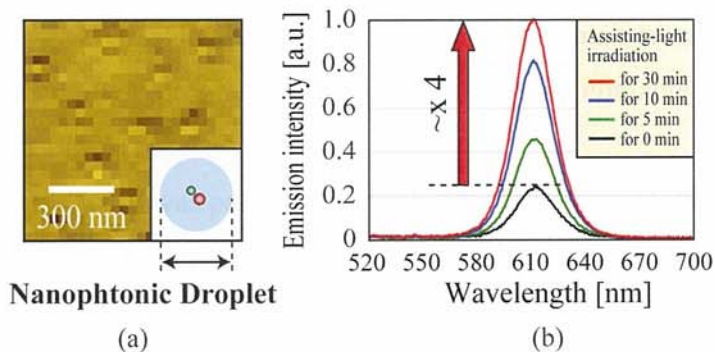 300 nm
Nanophtonic Droplet
(a)
Emission intensity [a.u.]
1.0
0.8
0.6
0.4
0.2
0
~x 4
Assisting-light
irradiation
for 30 min
for 10 min
for 5 min
for 0 min
520 550 580 610 640 670 700
Wavelength [nm]
(b)